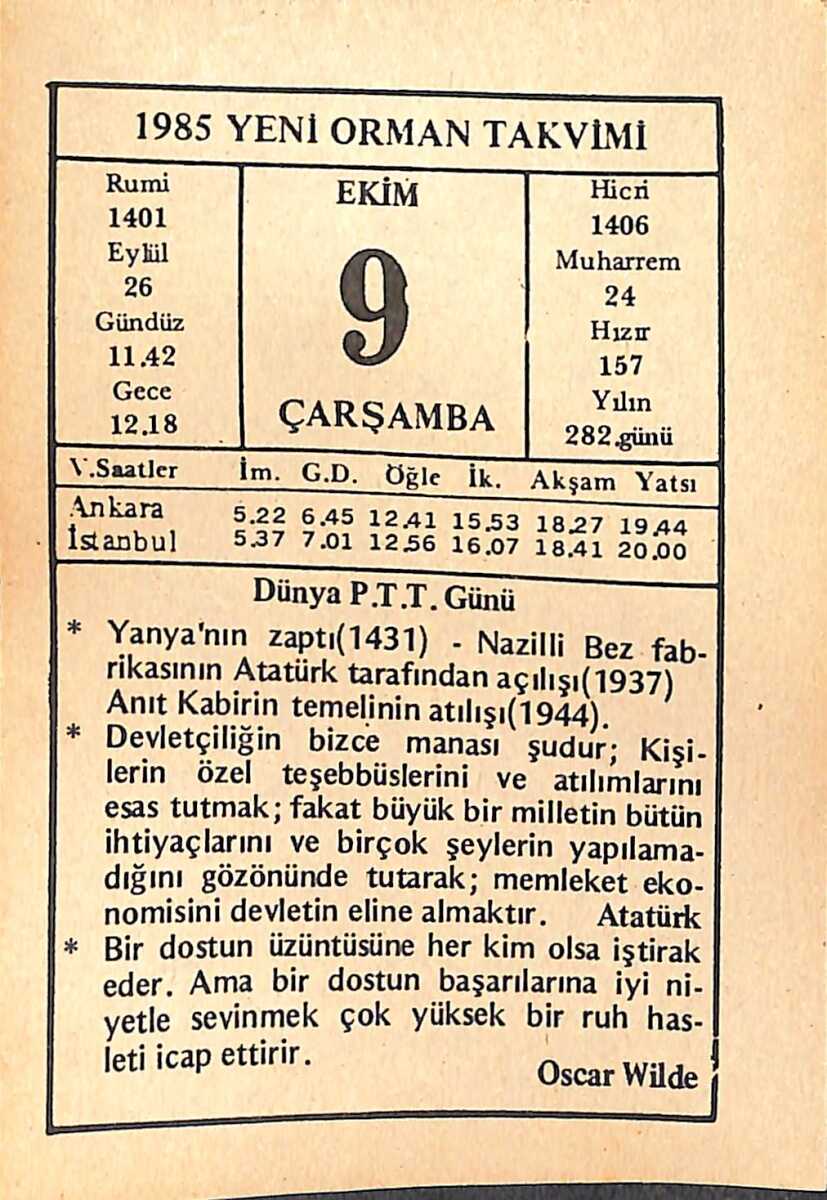 1985 YENİ ORMAN TAKVİMİ
Rumi
1401
Eylül
26
Gündüz
11.42
Gece
12.18
EKİM
9
ÇARŞAMBA
Hicri
1406
Muharrem
24
Hızır
157
Yılın
282.günü
V.Saatler İm. G.D. Öğle İk. Akşam Yatsı
Ankara 5.22 6.45 12.41 15.53 18.27 19.44
İstanbul 5.37 7.01 12.56 16.07 18.41 20.00
Dünya P.T.T. Günü
* Yanya'nın zaptı(1431) - Nazilli Bez fab-
rikasının Atatürk tarafından açılışı(1937)
Anıt Kabirin temelinin atılışı(1944).
* Devletçiliğin bizce manası şudur; Kişi-
lerin özel teşebbüslerini ve atılımlarını
esas tutmak; fakat büyük bir milletin bütün
ihtiyaçlarını ve birçok şeylerin yapılama-
dığını gözönünde tutarak; memleket eko-
nomisini devletin eline almaktır. Atatürk
* Bir dostun üzüntüsüne her kim olsa iştirak
eder. Ama bir dostun başarılarına iyi ni-
yetle sevinmek çok yüksek bir ruh has-
leti icap ettirir.
Oscar Wilde